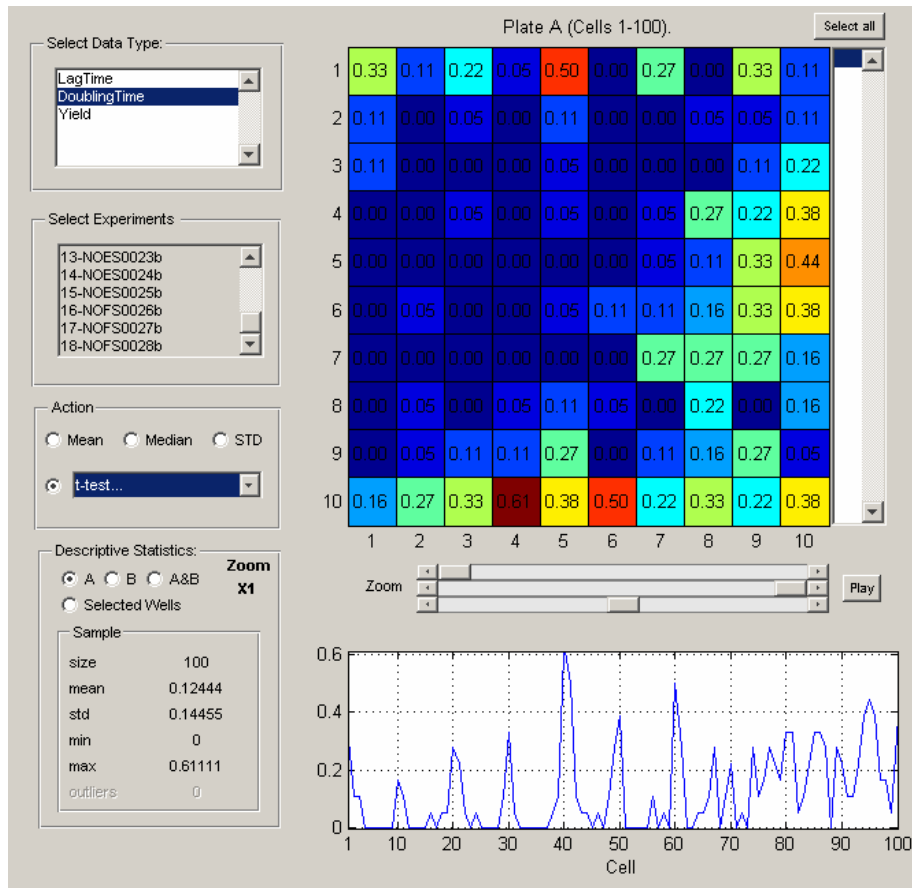 Plate A (Cells 1-100).
Select all
Select Data Type:
LagTime
DoublingTime
Yield
Select Experiments
13-NOES0023b
14-NOES0024b
15-NOES0025b
16-NOFS0026b
17-NOFS0027b
18-NOFS0028b
Action
Mean Median STD
t-test...
Descriptive Statistics:
A B A&B
Zoom
X1
Selected Wells
Sample
size 100
mean 0.12444
std 0.14455
min 0
max 0.61111
outliers 0
1 0.33 0.11 0.22 0.05 0.50 0.00 0.27 0.00 0.33 0.11
2 0.11 0.00 0.05 0.00 0.11 0.00 0.00 0.05 0.05 0.11
3 0.11 0.00 0.00 0.00 0.05 0.00 0.00 0.00 0.11 0.22
4 0.00 0.00 0.05 0.00 0.05 0.00 0.05 0.27 0.22 0.38
5 0.00 0.00 0.00 0.00 0.00 0.00 0.05 0.11 0.33 0.44
6 0.00 0.05 0.00 0.00 0.05 0.11 0.11 0.16 0.33 0.38
7 0.00 0.00 0.00 0.00 0.00 0.00 0.27 0.27 0.27 0.16
8 0.00 0.05 0.00 0.05 0.11 0.05 0.00 0.22 0.00 0.16
9 0.00 0.05 0.11 0.11 0.27 0.00 0.11 0.16 0.27 0.05
10 0.16 0.27 0.33 0.61 0.38 0.50 0.22 0.33 0.22 0.38
1 2 3 4 5 6 7 8 9 10
Zoom
Play
0.6
0.4
0.2
0
1 10 20 30 40 50 60 70 80 90 100
Cell